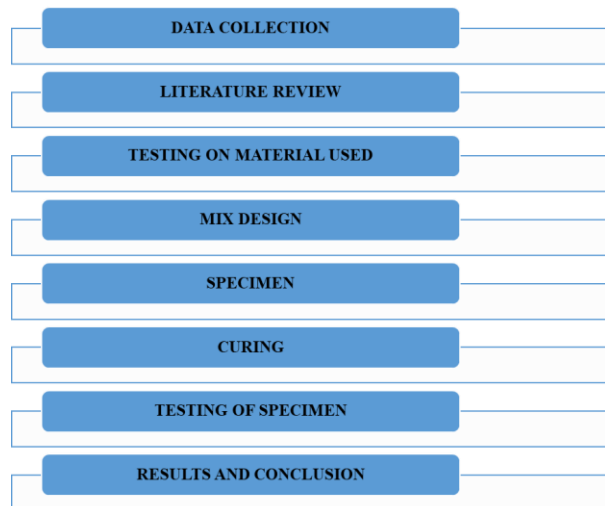 DATA COLLECTION
LITERATURE REVIEW
TESTING ON MATERIAL USED
MIX DESIGN
SPECIMEN
CURING
TESTING OF SPECIMEN
RESULTS AND CONCLUSION